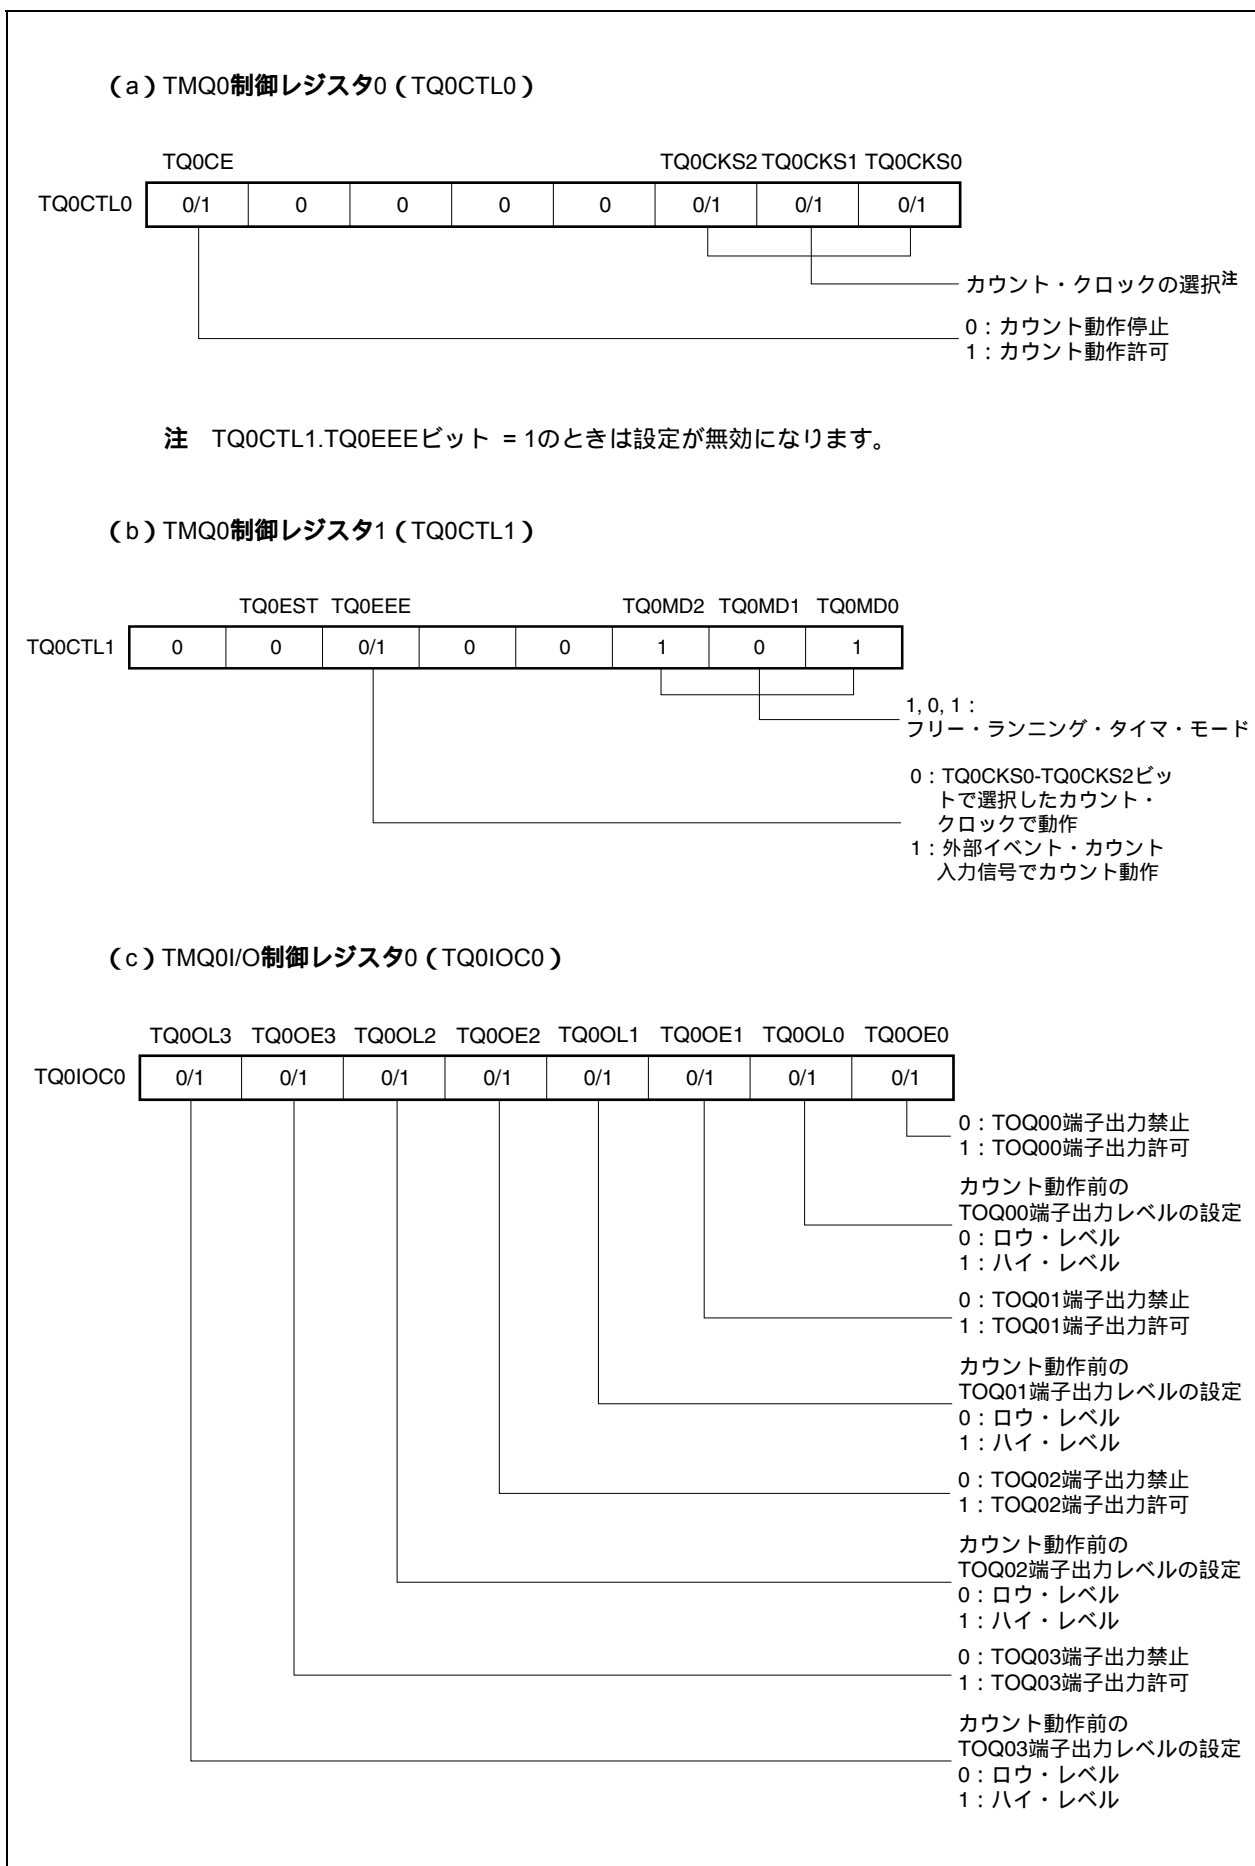 （a）TMQ0制御レジスタ0（TQ0CTL0）
TQ0CE TQ0CKS2 TQ0CKS1 TQ0CKS0
TQ0CTL0 0/1 0 0 0 0 0/1 0/1 0/1
カウント・クロックの選択注
0：カウント動作停止
1：カウント動作許可
注 TQ0CTL1.TQ0EEEビット = 1のときは設定が無効になります。
（b）TMQ0制御レジスタ1（TQ0CTL1）
TQ0EST TQ0EEE TQ0MD2 TQ0MD1 TQ0MD0
TQ0CTL1 0 0 0/1 0 0 1 0 1
1, 0, 1：
フリー・ランニング・タイマ・モード
0：TQ0CKS0-TQ0CKS2ビッ
トで選択したカウント・
クロックで動作
1：外部イベント・カウント
入力信号でカウント動作
（c）TMQ0I/O制御レジスタ0（TQ0IOC0）
TQ0OL3 TQ0OE3 TQ0OL2 TQ0OE2 TQ0OL1 TQ0OE1 TQ0OL0 TQ0OE0
TQ0IOC0 0/1 0/1 0/1 0/1 0/1 0/1 0/1 0/1
0：TOQ00端子出力禁止
1：TOQ00端子出力許可
カウント動作前の
TOQ00端子出力レベルの設定
0：ロウ・レベル
1：ハイ・レベル
0：TOQ01端子出力禁止
1：TOQ01端子出力許可
カウント動作前の
TOQ01端子出力レベルの設定
0：ロウ・レベル
1：ハイ・レベル
0：TOQ02端子出力禁止
1：TOQ02端子出力許可
カウント動作前の
TOQ02端子出力レベルの設定
0：ロウ・レベル
1：ハイ・レベル
0：TOQ03端子出力禁止
1：TOQ03端子出力許可
カウント動作前の
TOQ03端子出力レベルの設定
0：ロウ・レベル
1：ハイ・レベル